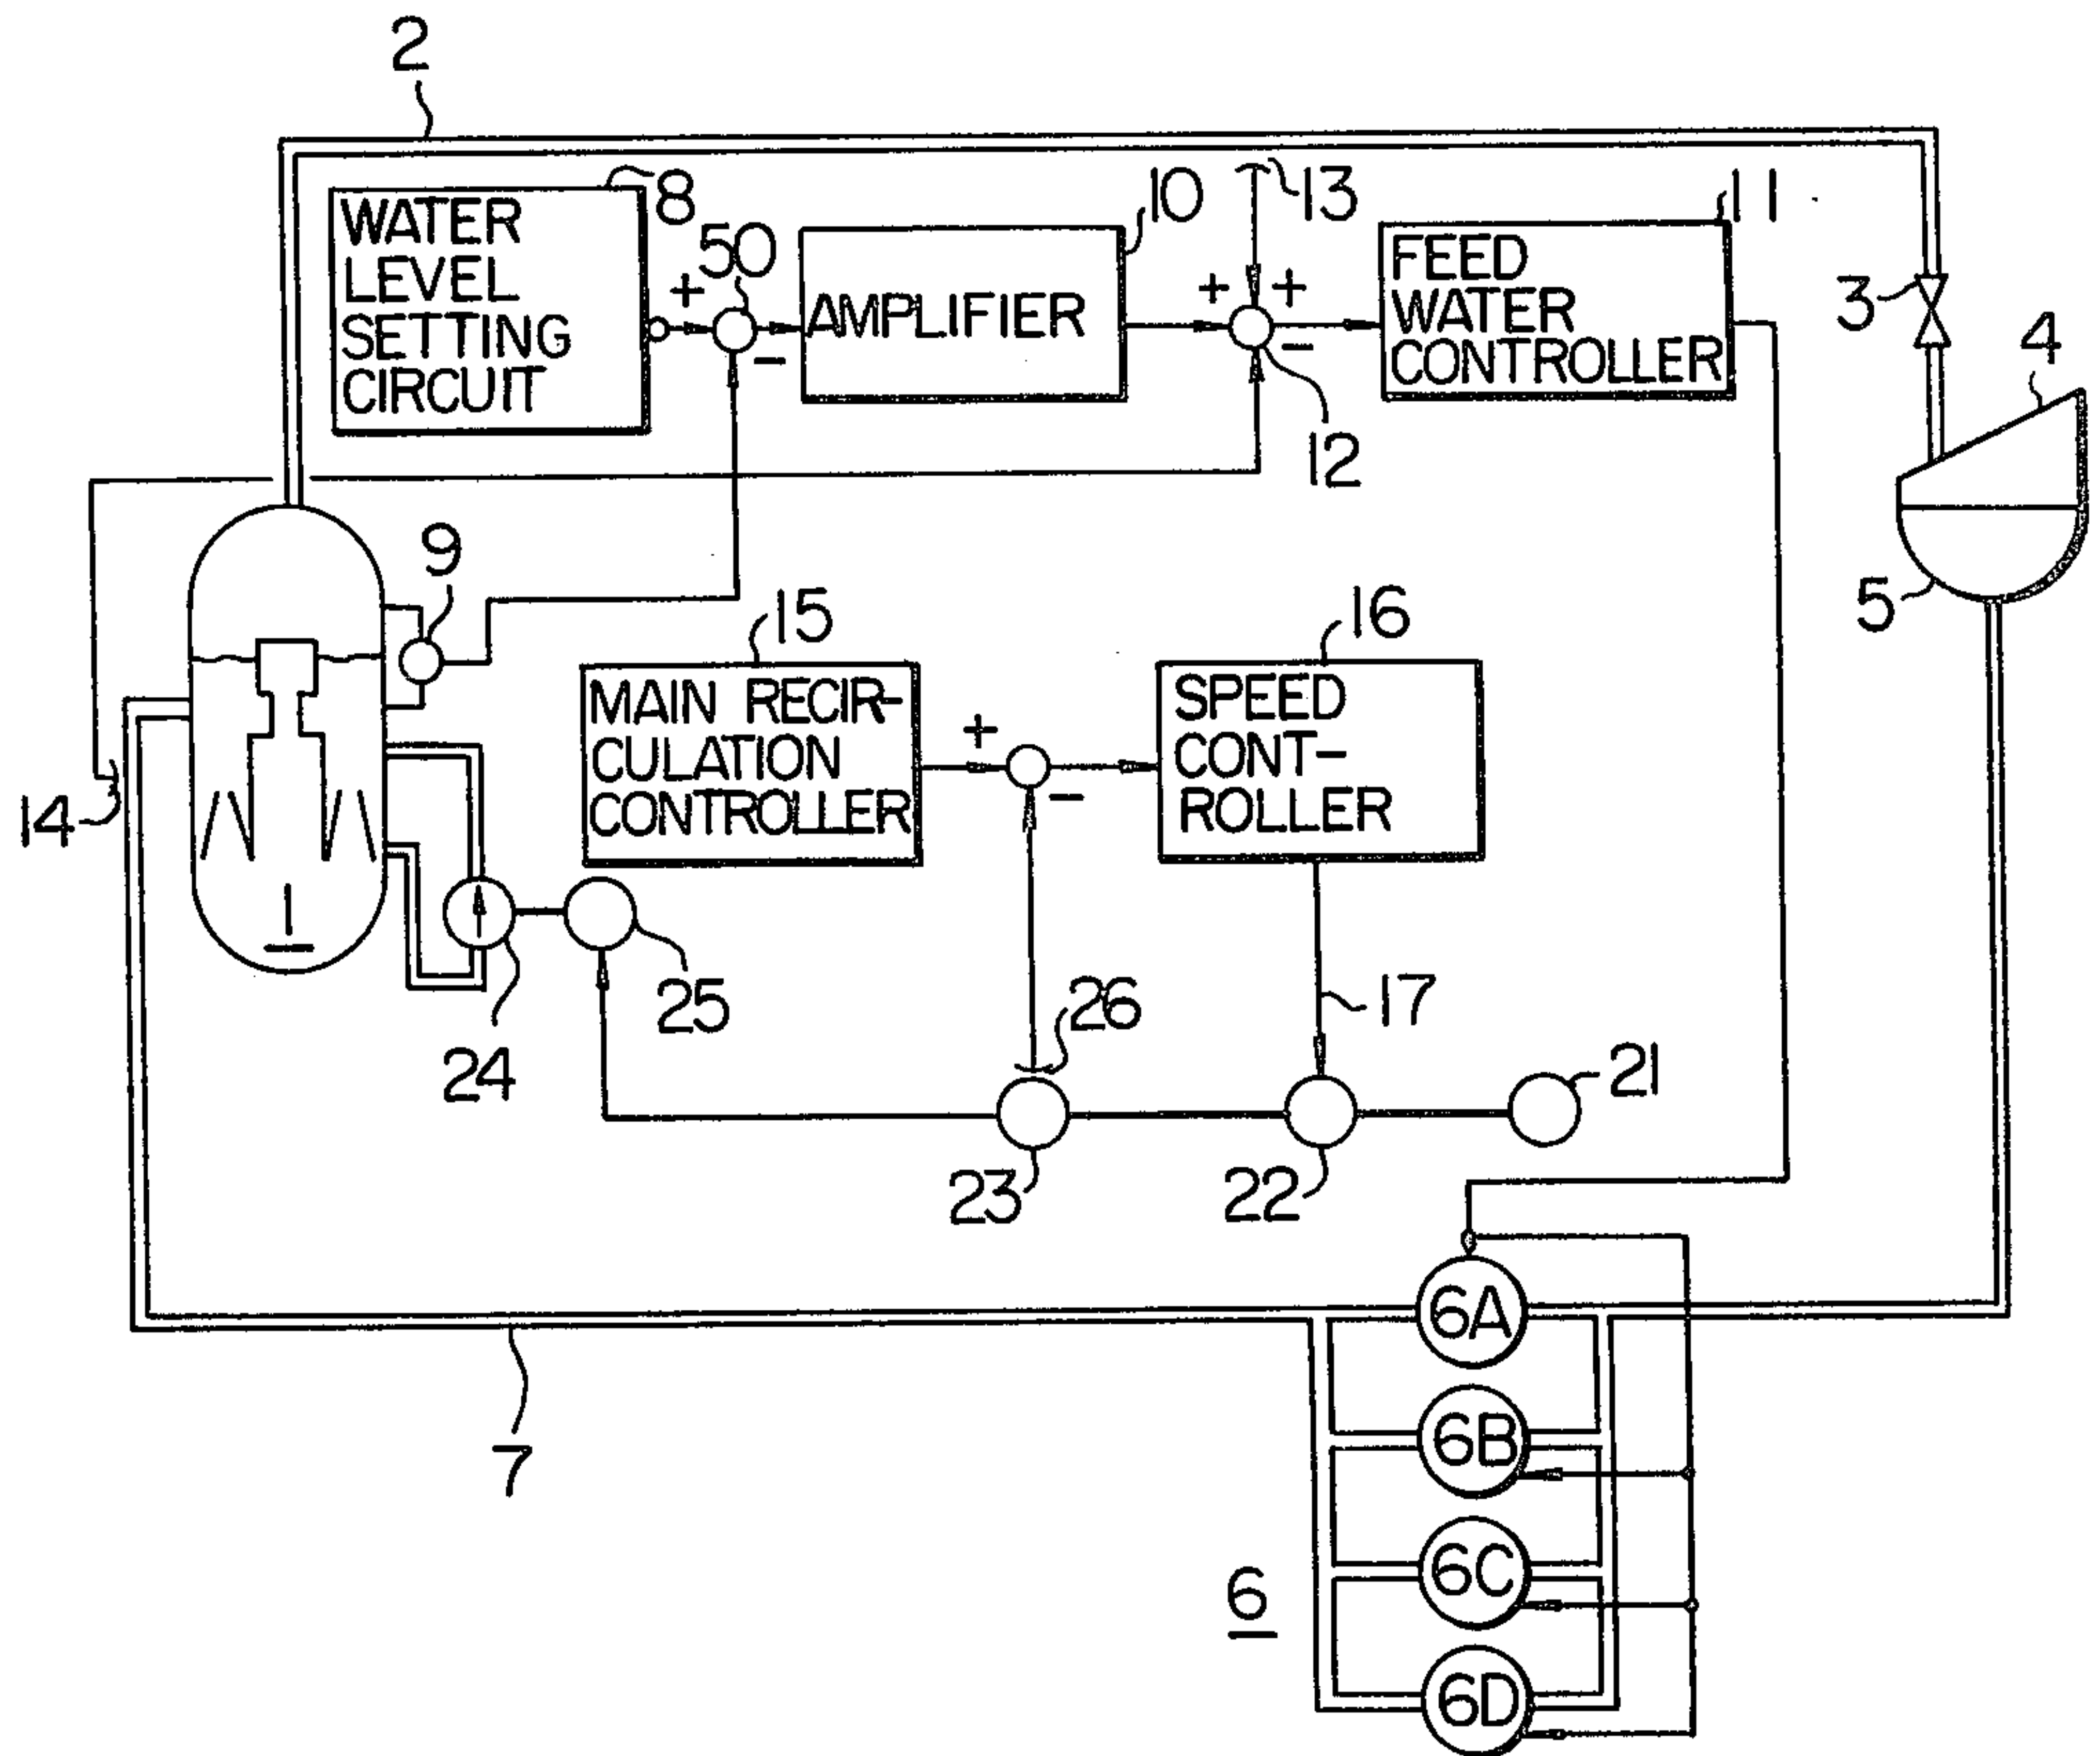 2
8
WATER
LEVEL
SETTING
CIRCUIT
+
50
-
10
AMPLIFIER
13
+ +
-
12
11
FEED
WATER
CONTROLLER
3
4
5
9
14
1
15
MAIN RECIR-
CULATION
CONTROLLER
+
-
16
SPEED
CONT-
ROLLER
17
24
25
26
23
22
21
7
6
6A
6B
6C
6D